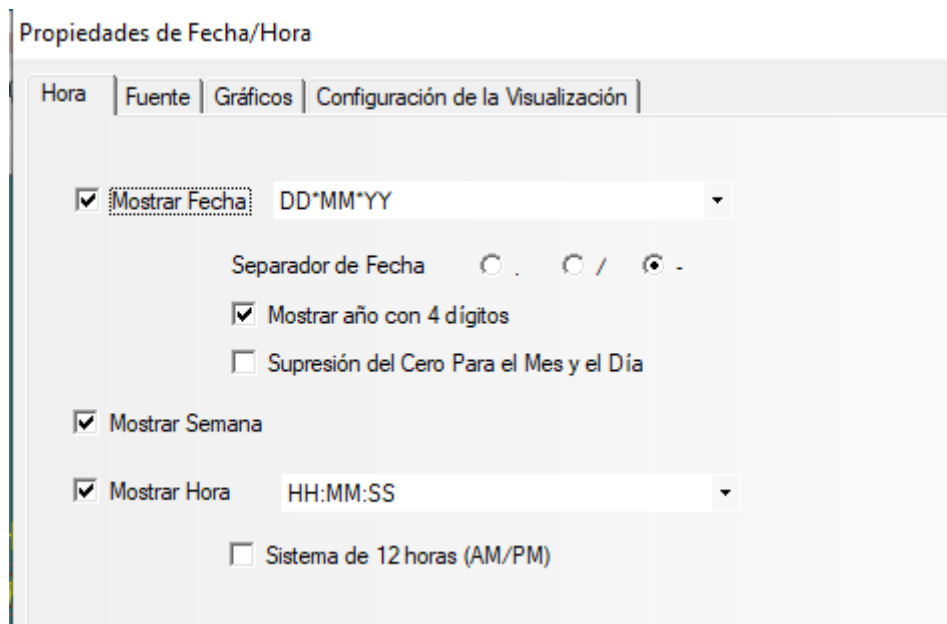 Propiedades de Fecha/Hora
Hora Fuente Gráficos Configuración de la Visualización
Mostrar Fecha DD*MM*YY
Separador de Fecha . / -
Mostrar año con 4 dígitos
Supresión del Cero Para el Mes y el Día
Mostrar Semana
Mostrar Hora HH:MM:SS
Sistema de 12 horas (AM/PM)